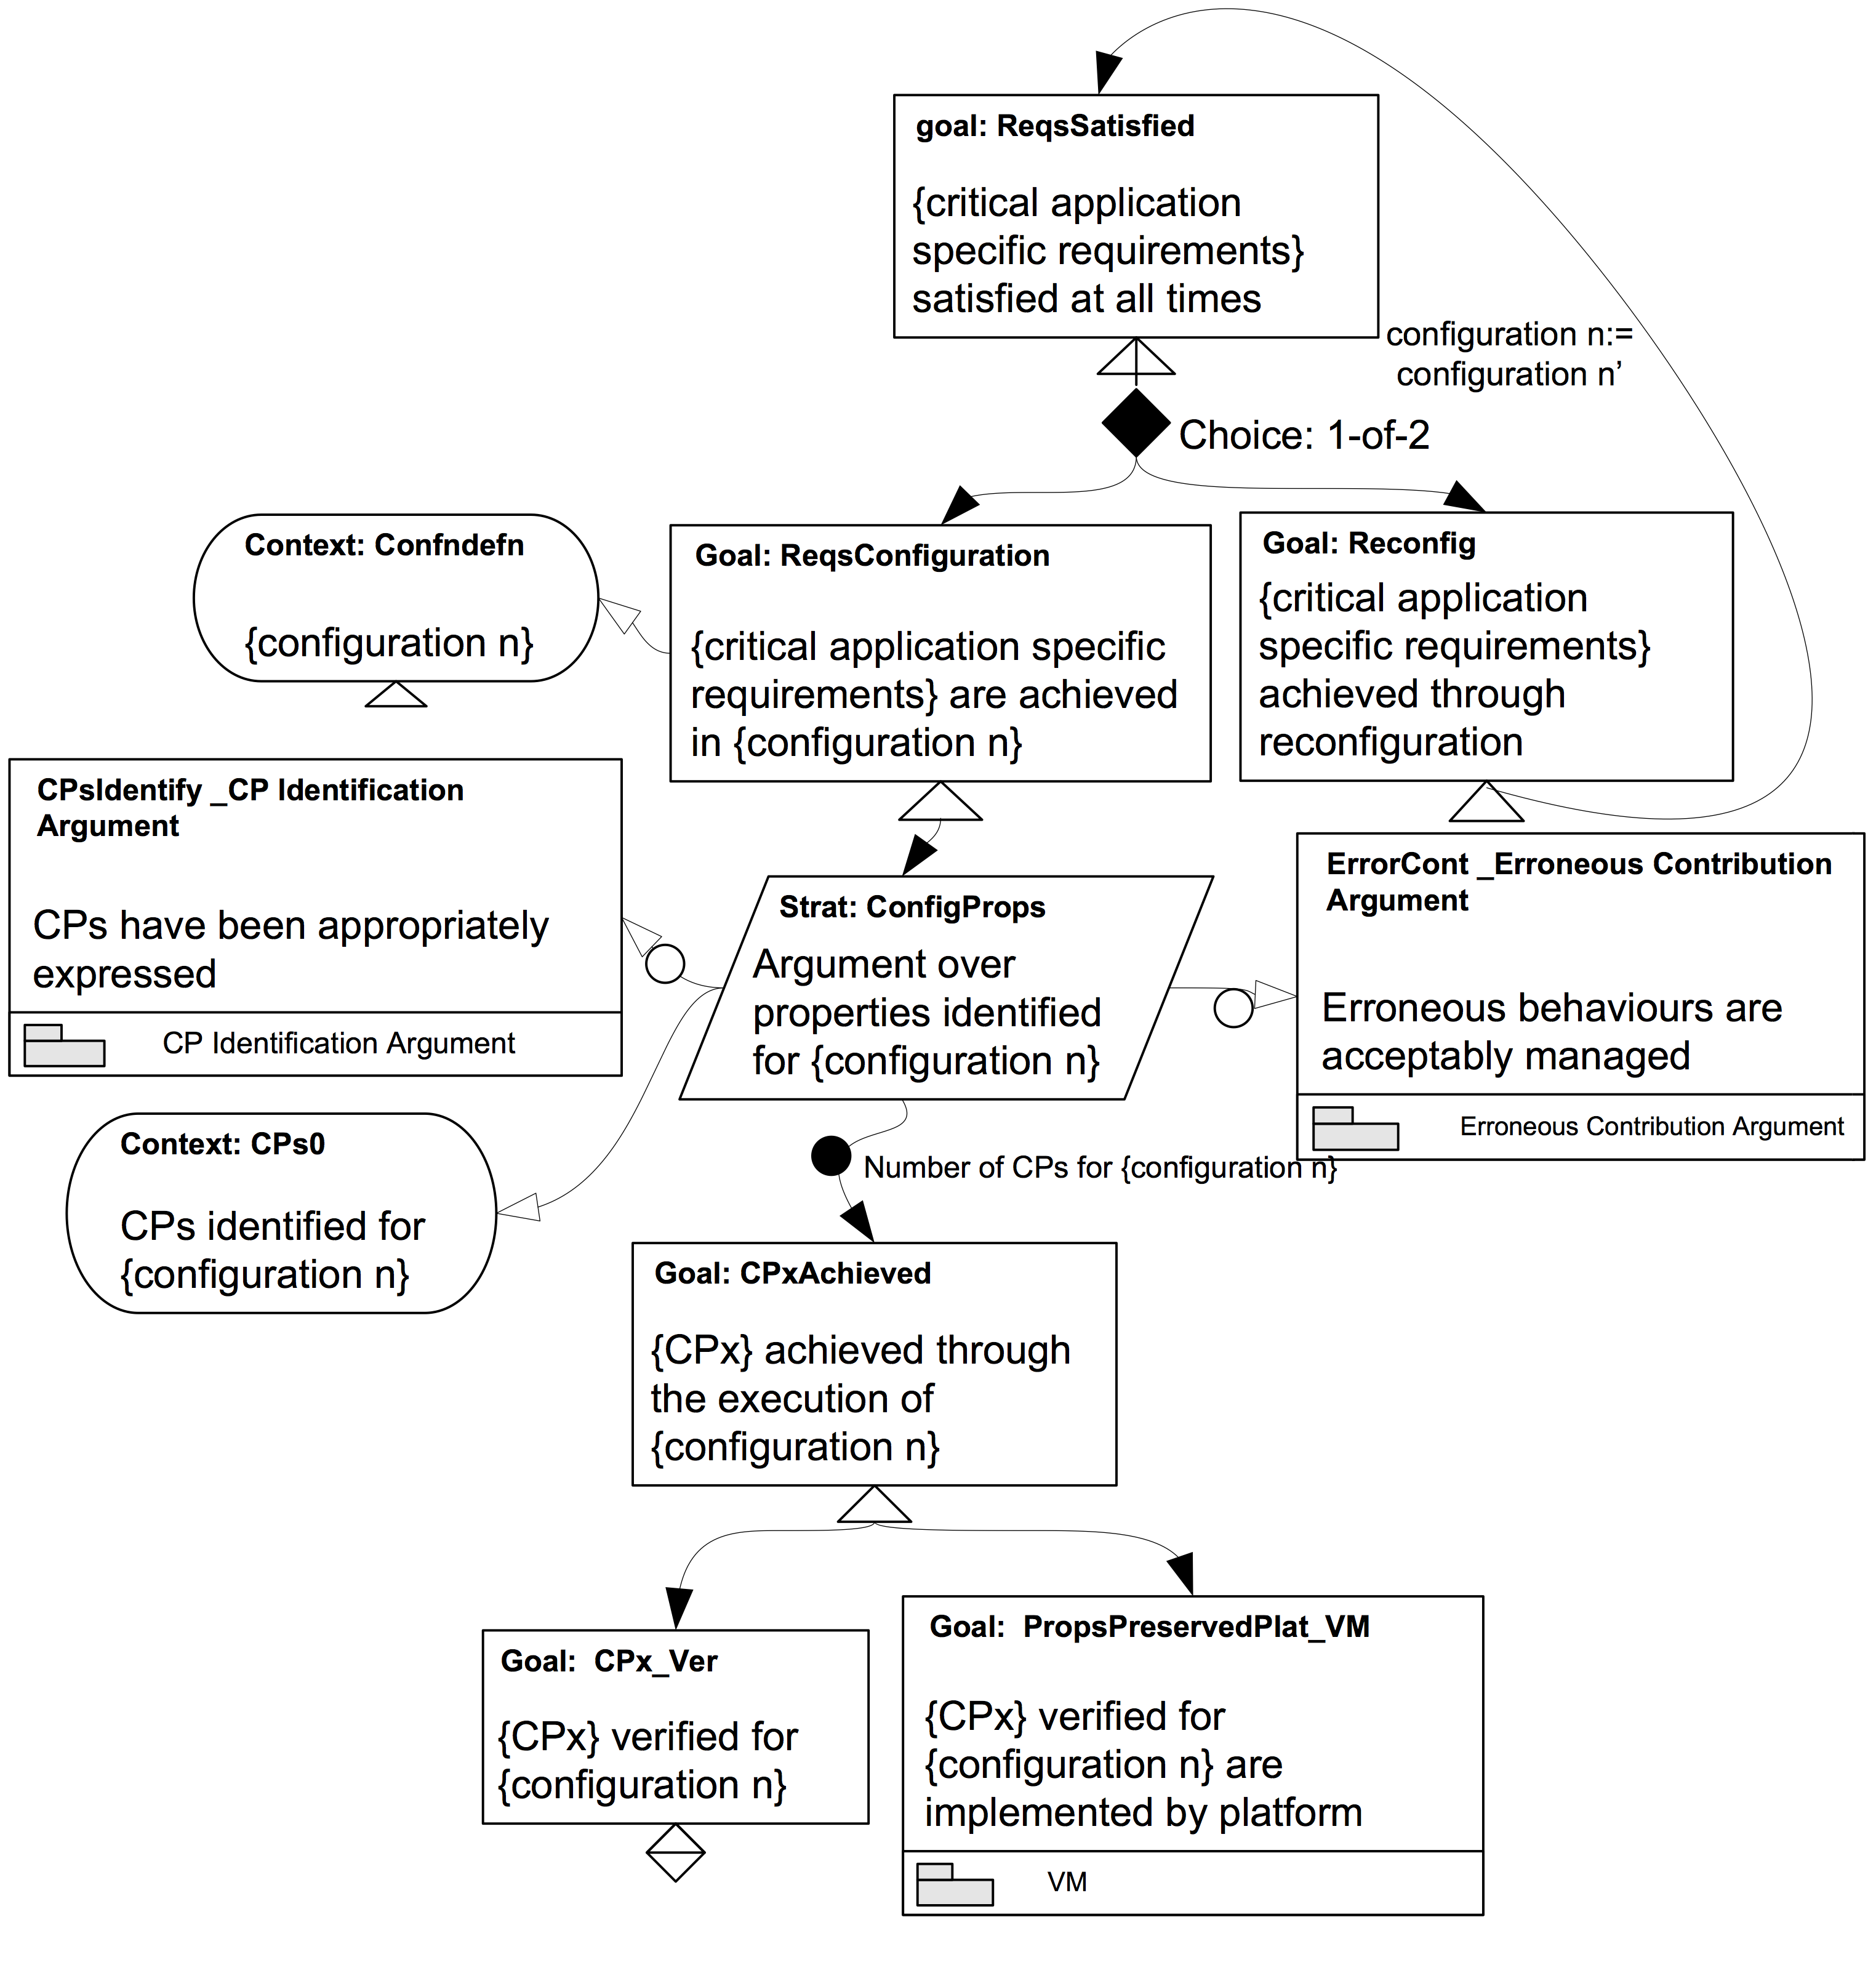 goal: ReqsSatisfied
{critical application
specific requirements}
satisfied at all times
configuration n:=
configuration n’
Choice: 1-of-2
Context: Confndefn
{configuration n}
Goal: ReqsConfiguration
{critical application specific
requirements} are achieved
in {configuration n}
Goal: Reconfig
{critical application
specific requirements}
achieved through
reconfiguration
CPsIdentify _CP Identification
Argument
CPs have been appropriately
expressed
CP Identification Argument
Strat: ConfigProps
Argument over
properties identified
for {configuration n}
ErrorCont _Erroneous Contribution
Argument
Erroneous behaviours are
acceptably managed
Erroneous Contribution Argument
Context: CPs0
CPs identified for
{configuration n}
Number of CPs for {configuration n}
Goal: CPxAchieved
{CPx} achieved through
the execution of
{configuration n}
Goal:  CPx_Ver
{CPx} verified for
{configuration n}
Goal:  PropsPreservedPlat_VM
{CPx} verified for
{configuration n} are
implemented by platform
VM